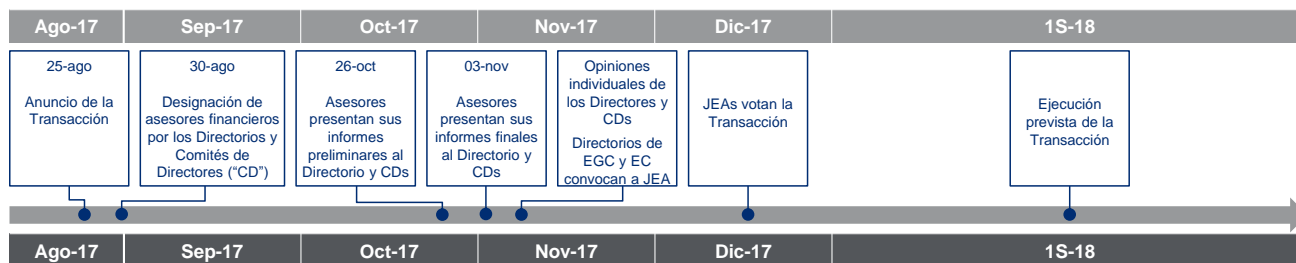 Ago-17 Sep-17 Oct-17 Nov-17 Dic-17 1S-18
25-ago
Anuncio de la
Transacción
30-ago
Designación de
asesores financieros
por los Directorios y
Comités de
Directores (“CD”)
26-oct
Asesores
presentan sus
informes
preliminares al
Directorio y CDs
03-nov
Asesores
presentan sus
informes finales
al Directorio y
CDs
Opiniones
individuales de
los Directores y
CDs
Directorios de
EGC y EC
convocan a JEA
JEAs votan la
Transacción
Ejecución
prevista de la
Transacción
Ago-17 Sep-17 Oct-17 Nov-17 Dic-17 1S-18